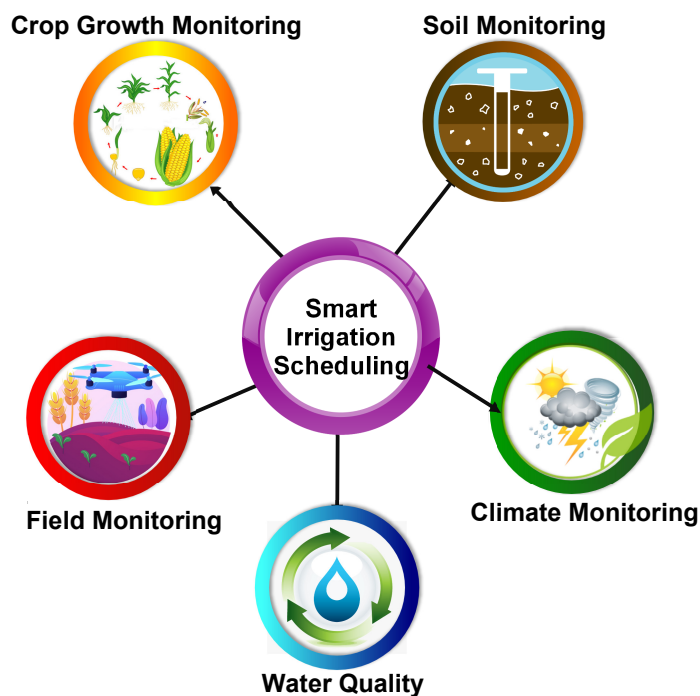 Crop Growth Monitoring
Soil Monitoring
Smart
Irrigation
Scheduling
Field Monitoring
Climate Monitoring
Water Quality